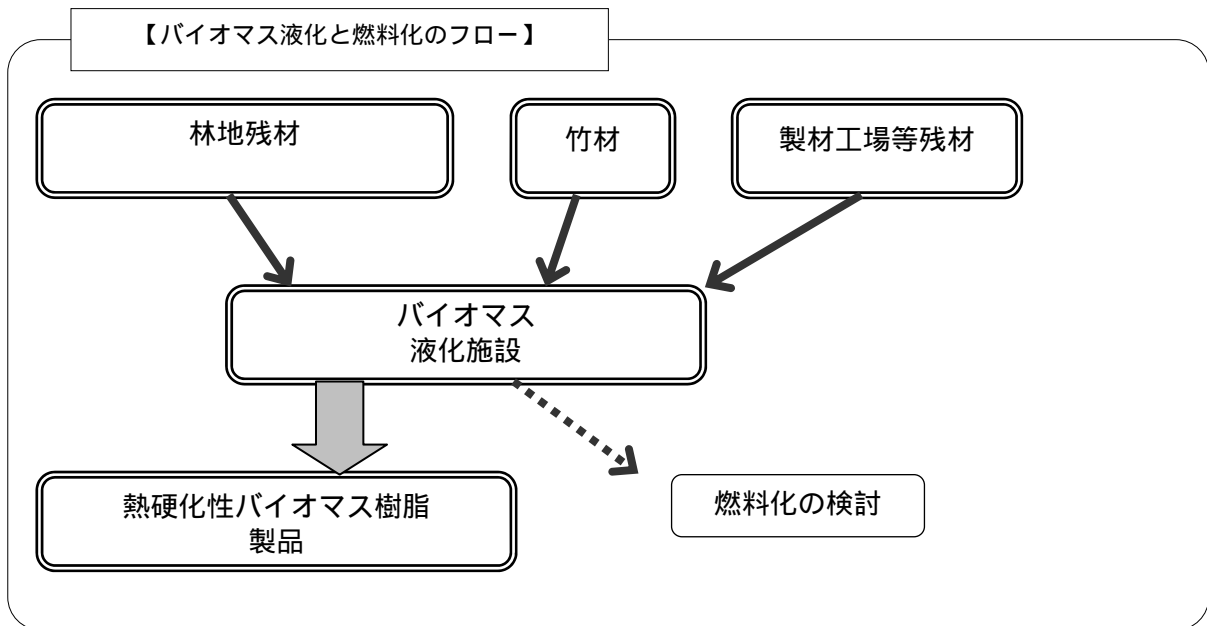 【バイオマス液化と燃料化のフロー】
林地残材
竹材
製材工場等残材
バイオマス
液化施設
熱硬化性バイオマス樹脂
製品
燃料化の検討